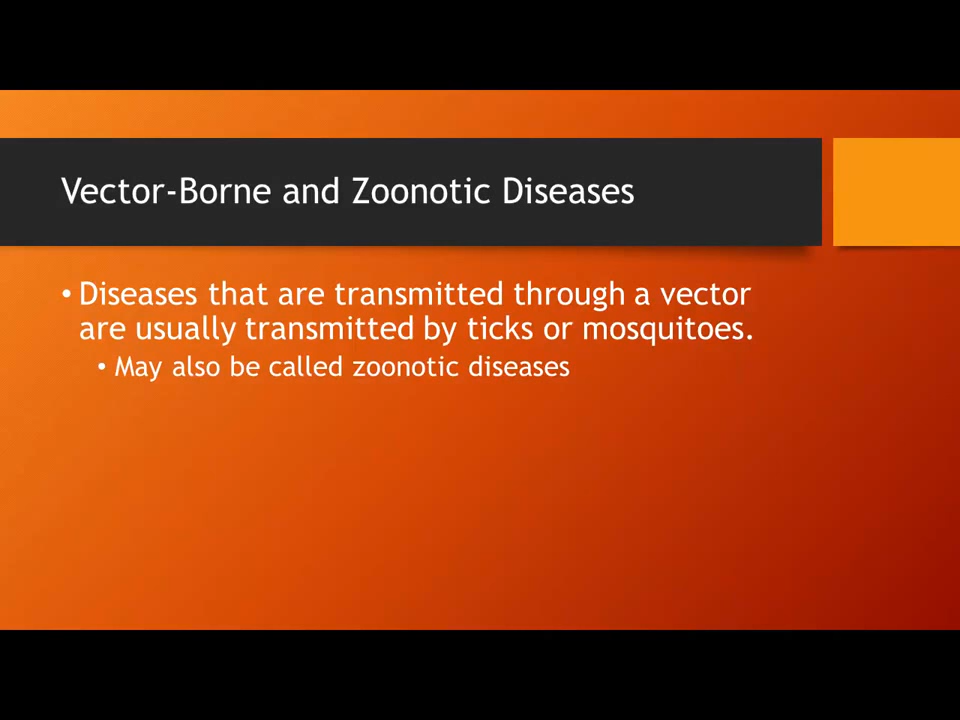 Vector-Borne and Zoonotic Diseases
• Diseases that are transmitted through a vector
are usually transmitted by ticks or mosquitoes.
• May also be called zoonotic diseases